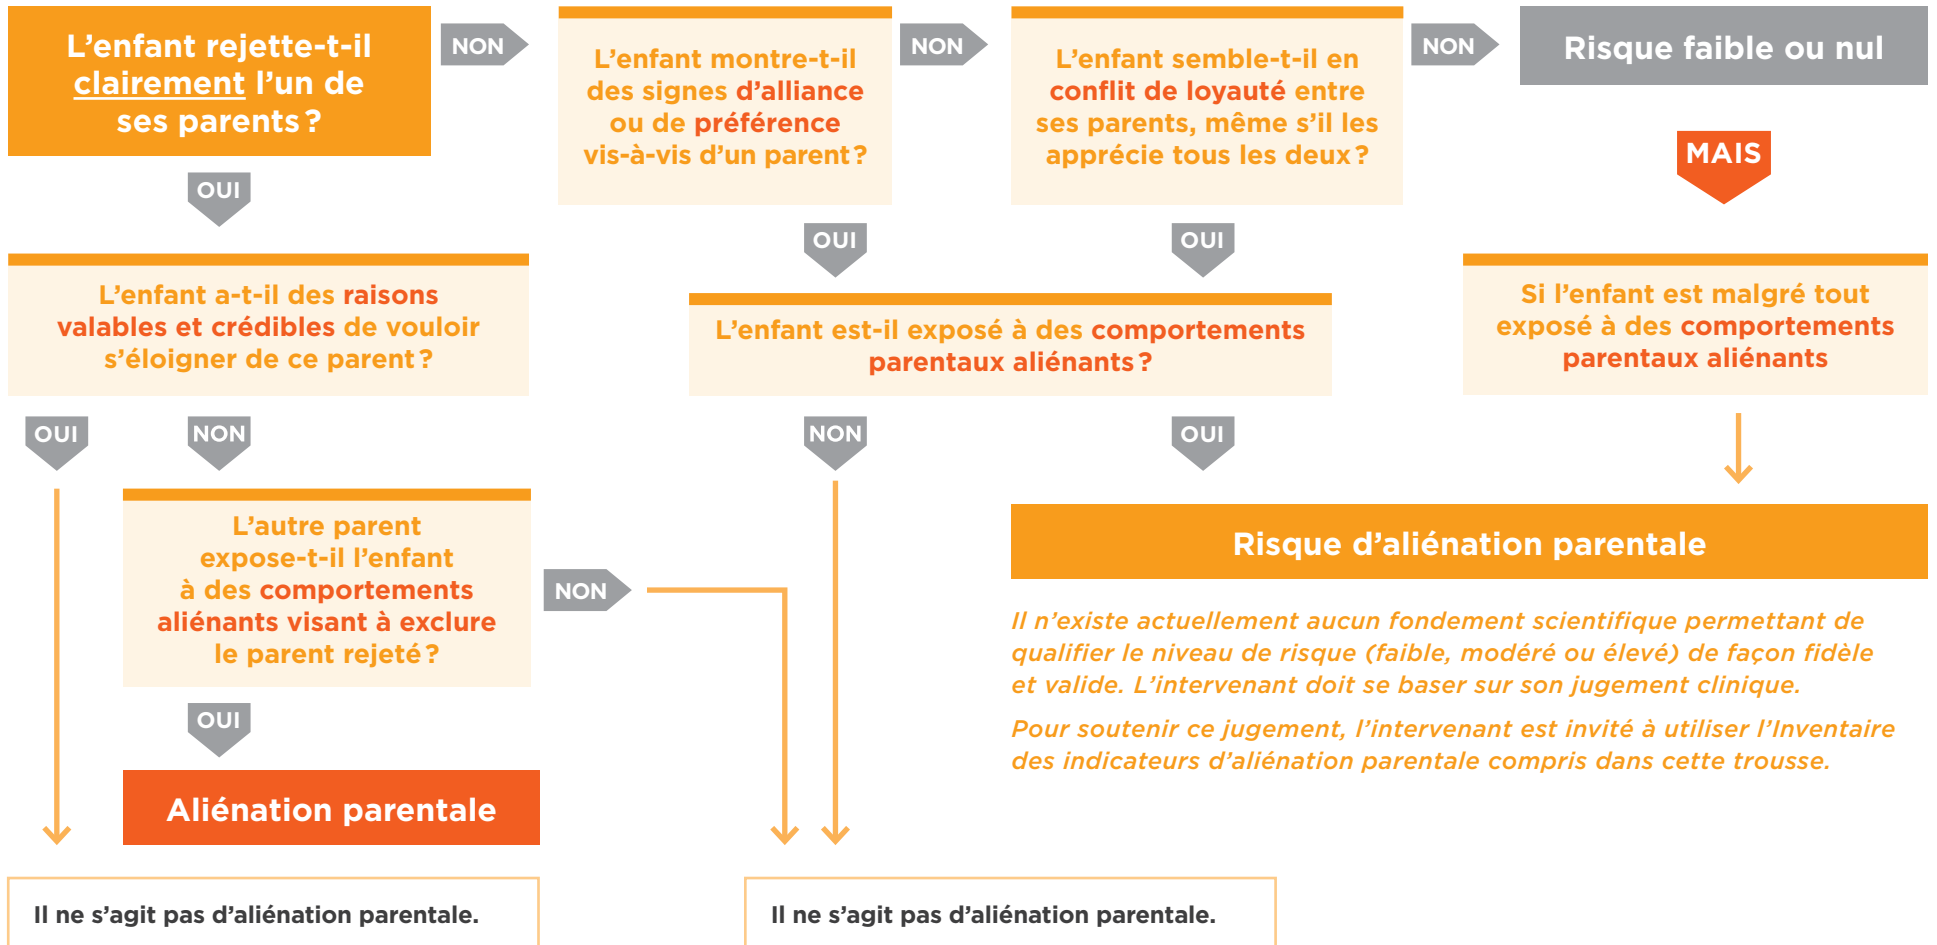 L’enfant rejette-t-il
clairement l’un de
ses parents ?
NON
L’enfant montre-t-il
des signes d’alliance
ou de préférence
vis-à-vis d’un parent ?
NON
L’enfant semble-t-il en
conflit de loyauté entre
ses parents, même s’il les
apprécie tous les deux ?
NON
Risque faible ou nul
MAIS
OUI
OUI
OUI
L’enfant a-t-il des raisons
valables et crédibles de vouloir
s’éloigner de ce parent ?
L’enfant est-il exposé à des comportements
parentaux aliénants ?
Si l’enfant est malgré tout
exposé à des comportements
parentaux aliénants
OUI
NON
NON
OUI
L’autre parent
expose-t-il l’enfant
à des comportements
aliénants visant à exclure
le parent rejeté ?
NON
Risque d’aliénation parentale
Il n’existe actuellement aucun fondement scientifique permettant de
qualifier le niveau de risque (faible, modéré ou élevé) de façon fidèle
et valide. L’intervenant doit se baser sur son jugement clinique.
Pour soutenir ce jugement, l’intervenant est invité à utiliser l’Inventaire
des indicateurs d’aliénation parentale compris dans cette trousse.
OUI
Aliénation parentale
Il ne s’agit pas d’aliénation parentale.
Il ne s’agit pas d’aliénation parentale.